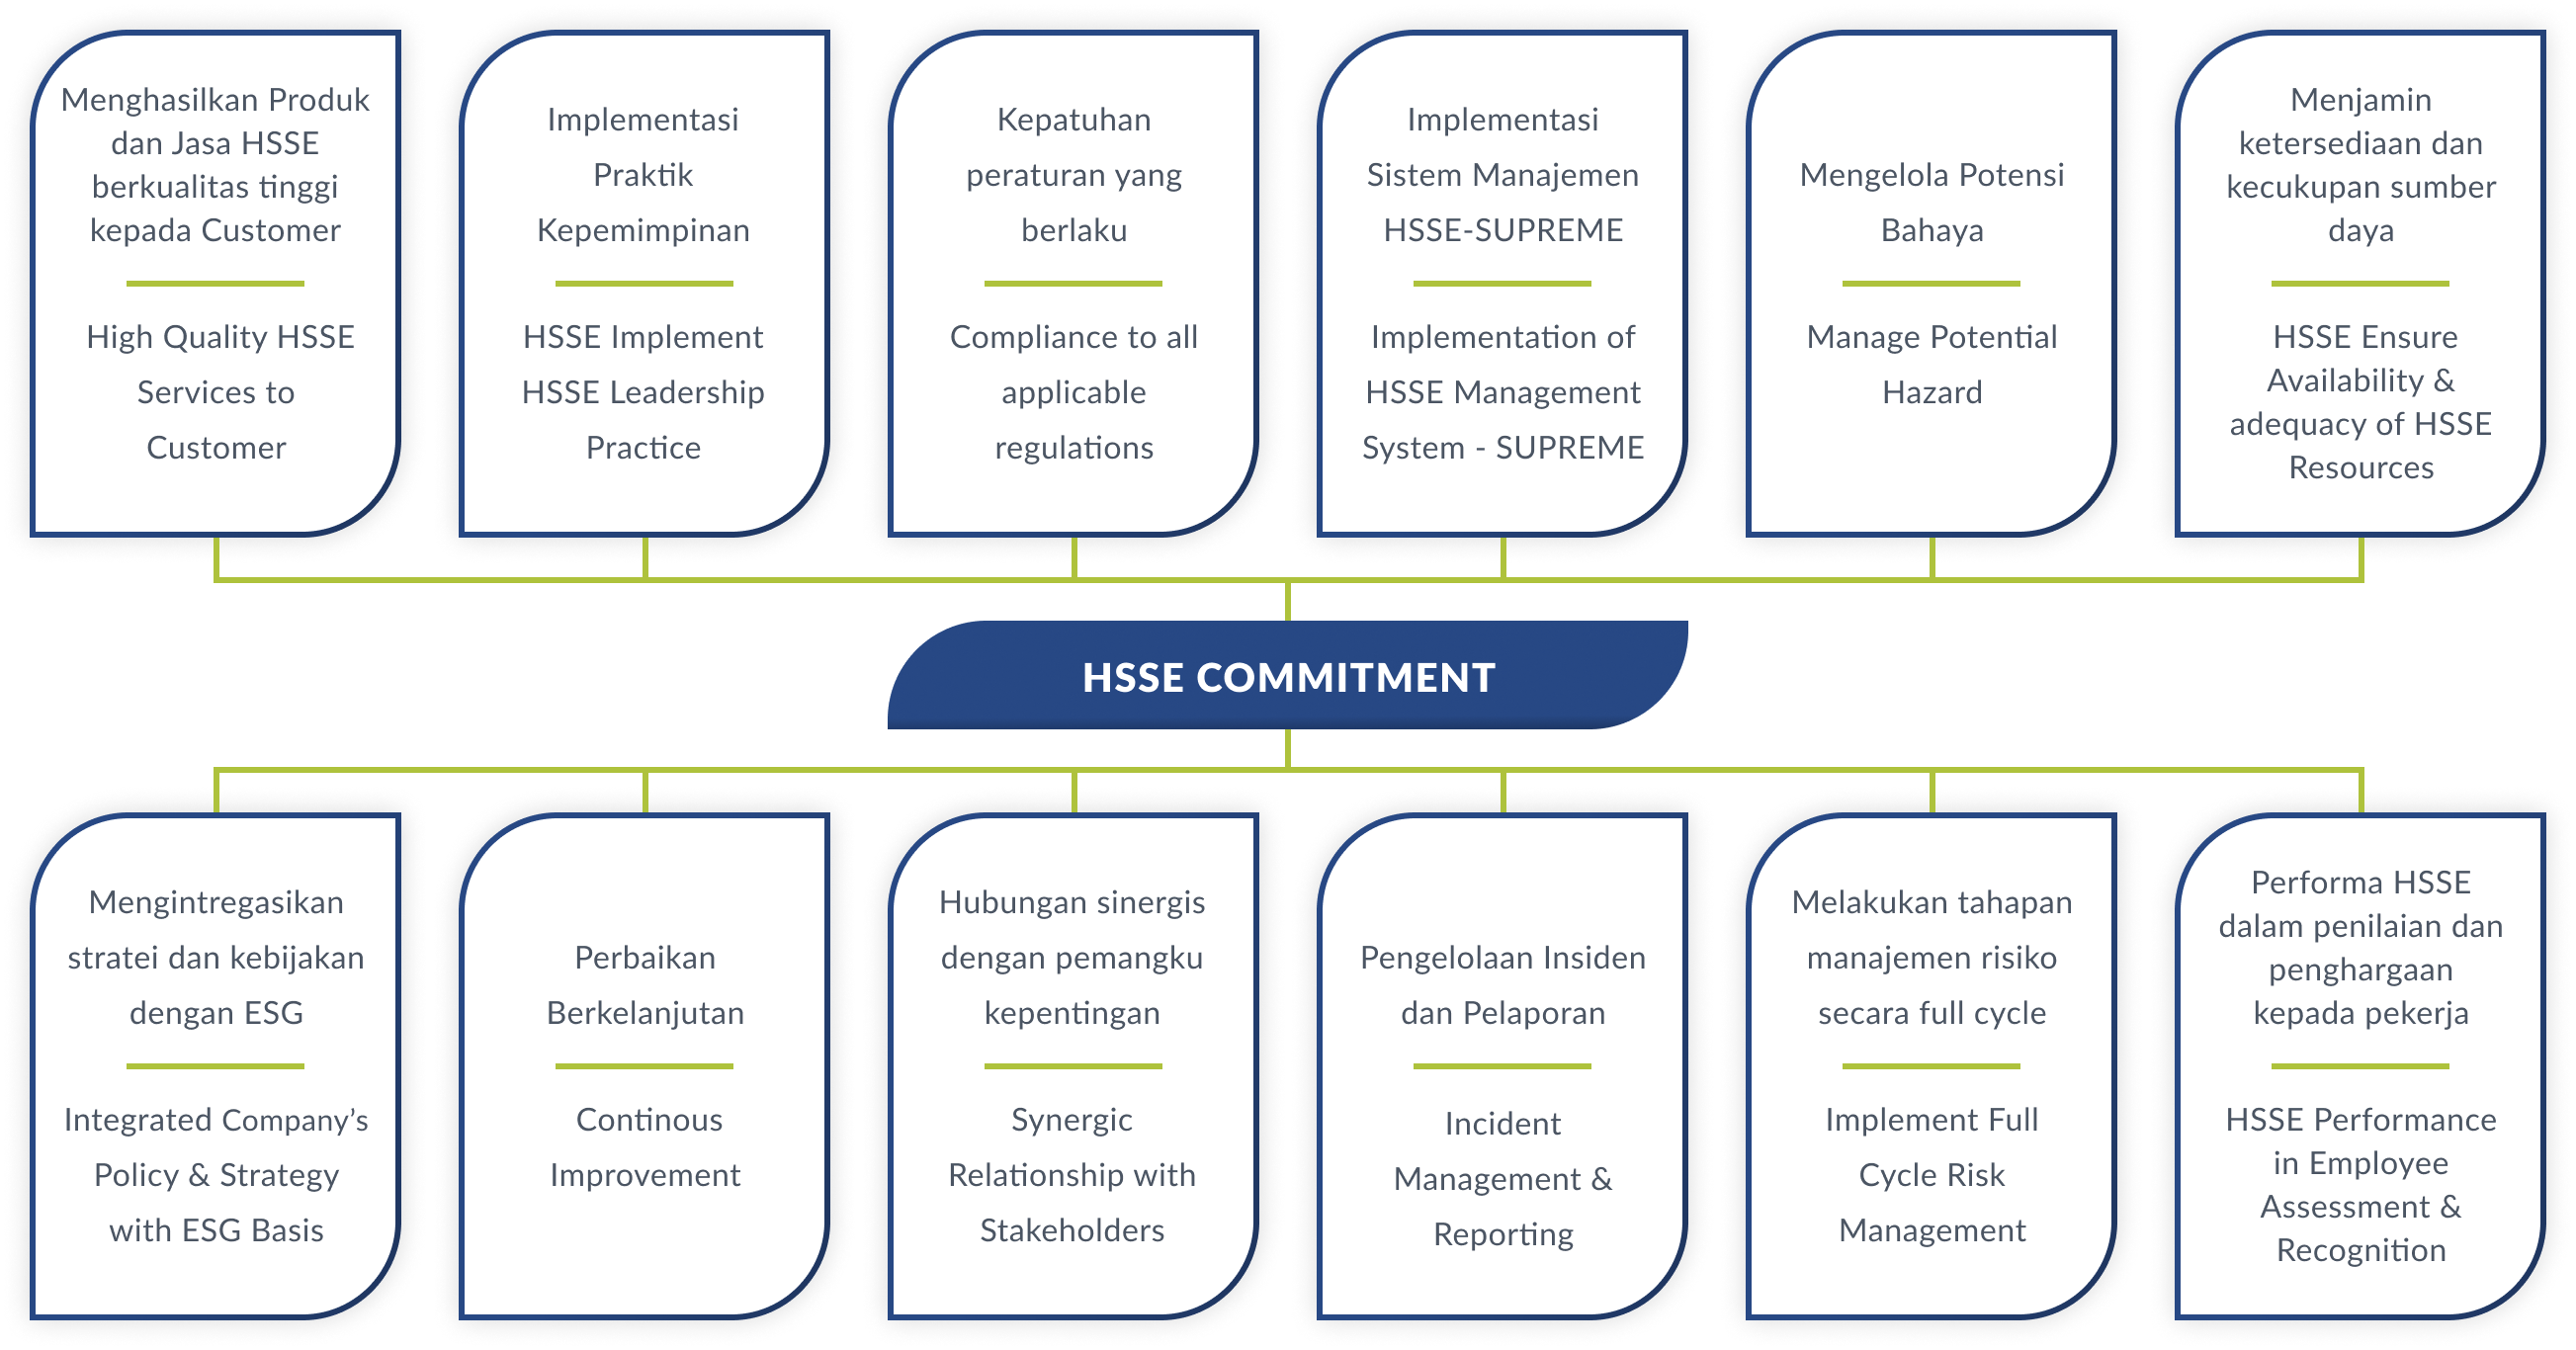 Menghasilkan Produk
dan Jasa HSSE
berkualitas tinggi
kepada Customer
High Quality HSSE
Services to
Customer
Implementasi
Praktik
Kepemimpinan
HSSE Implement
HSSE Leadership
Practice
Kepatuhan
peraturan yang
berlaku
Compliance to all
applicable
regulations
Implementasi
Sistem Manajemen
HSSE-SUPREME
Implementation of
HSSE Management
System - SUPREME
Mengelola Potensi
Bahaya
Manage Potential
Hazard
Menjamin
ketersediaan dan
kecukupan sumber
daya
HSSE Ensure
Availability &
adequacy of HSSE
Resources
HSSE COMMITMENT
Mengintregasikan
stratei dan kebijakan
dengan ESG
Integrated Company’s
Policy & Strategy
with ESG Basis
Perbaikan
Berkelanjutan
Continous
Improvement
Hubungan sinergis
dengan pemangku
kepentingan
Synergic
Relationship with
Stakeholders
Pengelolaan Insiden
dan Pelaporan
Incident
Management &
Reporting
Melakukan tahapan
manajemen risiko
secara full cycle
Implement Full
Cycle Risk
Management
Performa HSSE
dalam penilaian dan
penghargaan
kepada pekerja
HSSE Performance
in Employee
Assessment &
Recognition